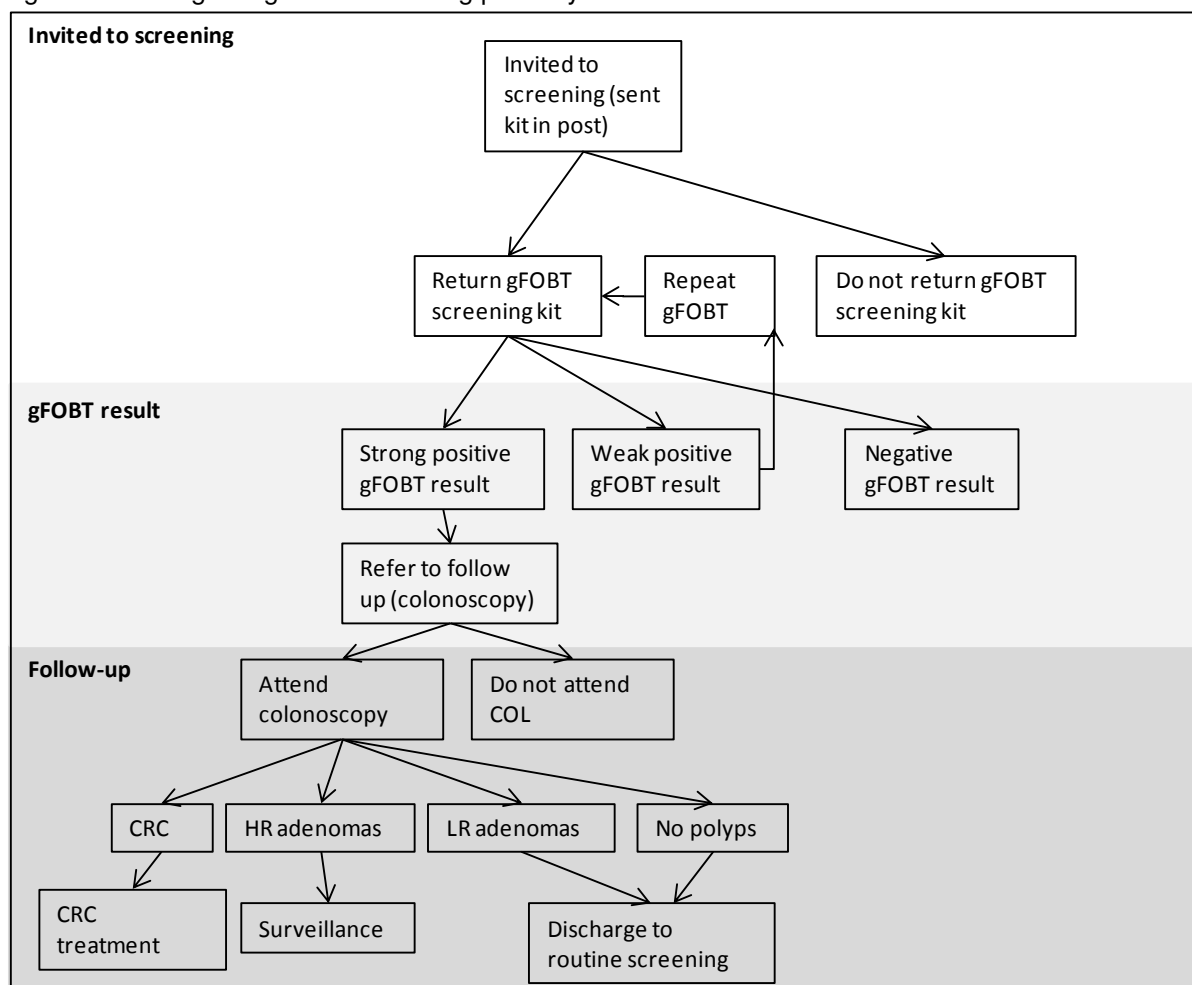 Invited to screening
Invited to
screening (sent
kit in post)
Return gFOBT
screening kit
Repeat
gFOBT
Do not return gFOBT
screening kit
gFOBT result
Strong positive
gFOBT result
Weak positive
gFOBT result
Negative
gFOBT result
Refer to follow
up (colonoscopy)
Follow-up
Attend
colonoscopy
Do not attend
COL
CRC
HR adenomas
LR adenomas
No polyps
CRC
treatment
Surveillance
Discharge to
routine screening